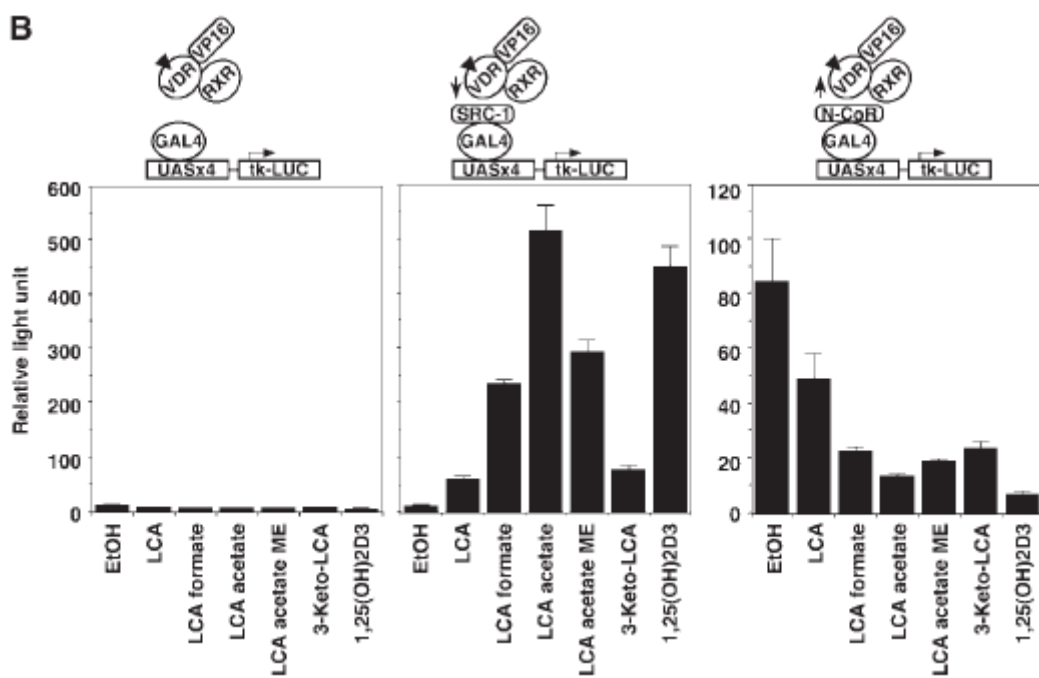 B
VP16
VDR
RXR
GAL4
UASx4
tk-LUC
VP16
VDR
RXR
SRC-1
GAL4
UASx4
tk-LUC
VP16
VDR
RXR
N-CoR
GAL4
UASx4
tk-LUC
Relative light unit
600
500
400
300
200
100
0
120
100
80
60
40
20
0
EtOH
LCA
LCA formate
LCA acetate
LCA acetate ME
3-Keto-LCA
1,25(OH)2D3
EtOH
LCA
LCA formate
LCA acetate
LCA acetate ME
3-Keto-LCA
1,25(OH)2D3
EtOH
LCA
LCA formate
LCA acetate
LCA acetate ME
3-Keto-LCA
1,25(OH)2D3